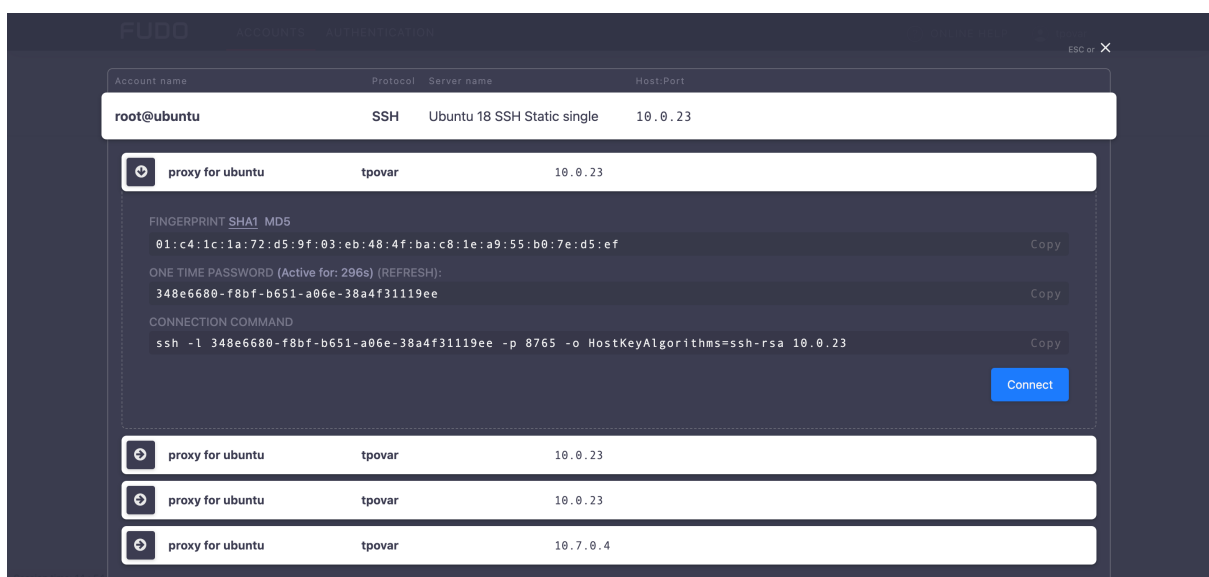 FUDO ACCOUNTS AUTHENTICATION
ESC or ✕
Account name Protocol Server name Host:Port
root@ubuntu SSH Ubuntu 18 SSH Static single 10.0.23
proxy for ubuntu tpovar 10.0.23
FINGERPRINT SHA1 MD5
01:c4:1c:1a:72:d5:9f:03:eb:48:4f:ba:c8:1e:a9:55:b0:7e:d5:ef Copy
ONE TIME PASSWORD (Active for: 296s) (REFRESH):
348e6680-f8bf-b651-a06e-38a4f31119ee Copy
CONNECTION COMMAND
ssh -l 348e6680-f8bf-b651-a06e-38a4f31119ee -p 8765 -o HostKeyAlgorithms=ssh-rsa 10.0.23 Copy
Connect
proxy for ubuntu tpovar 10.0.23
proxy for ubuntu tpovar 10.0.23
proxy for ubuntu tpovar 10.7.0.4